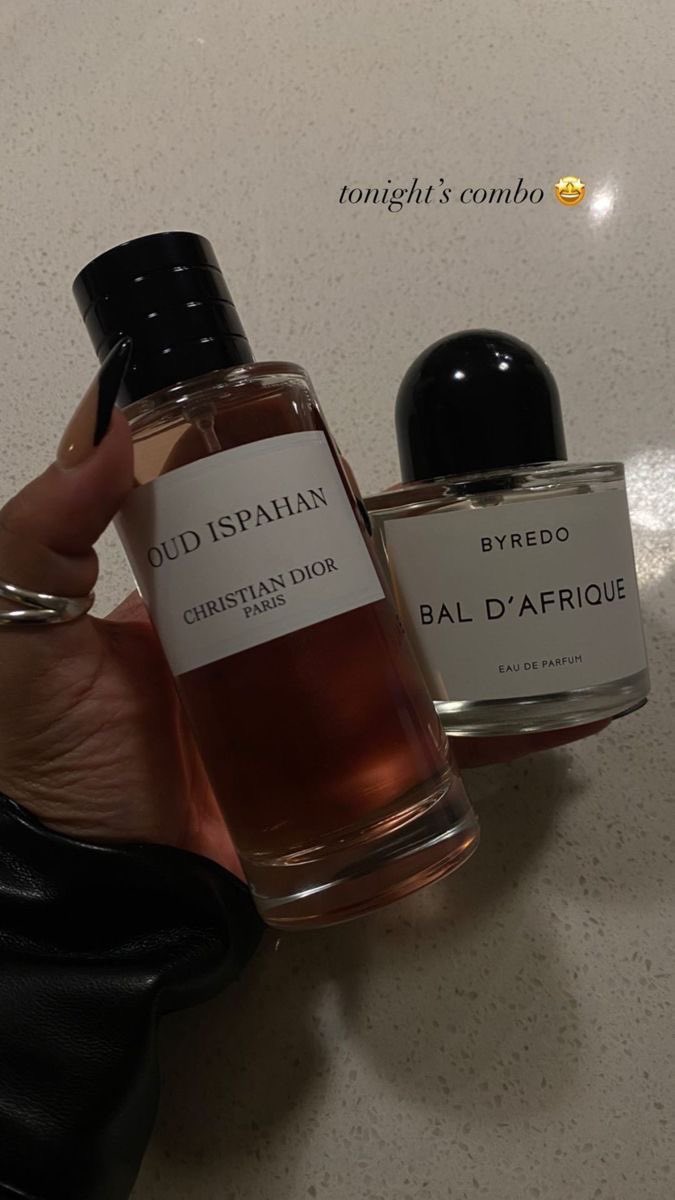 tonight’s combo 🤩
OUD ISPAHAN
CHRISTIAN DIOR
PARIS
BYREDO
BAL D’AFRIQUE
EAU DE PARFUM